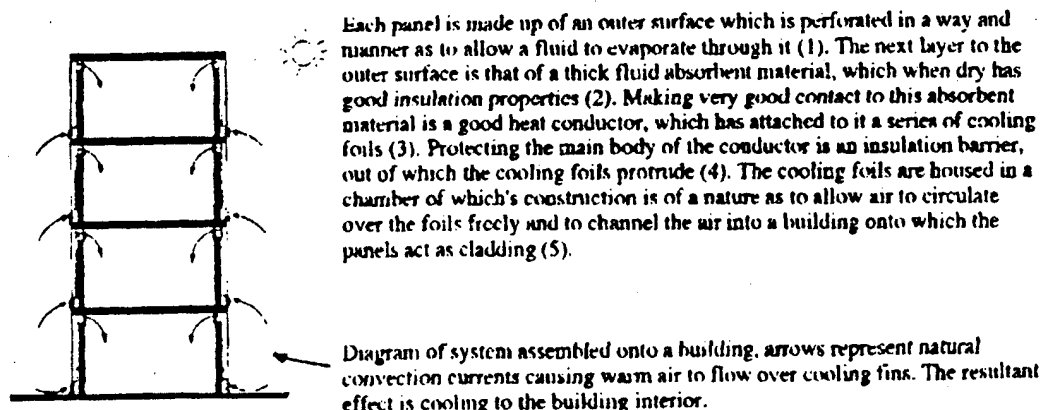 Each panel is made up of an outer surface which is perforated in a way and
manner as to allow a fluid to evaporate through it (1). The next layer to the
outer surface is that of a thick fluid absorbent material, which when dry has
good insulation properties (2). Making very good contact to this absorbent
material is a good heat conductor, which has attached to it a series of cooling
foils (3). Protecting the main body of the conductor is an insulation barrier,
out of which the cooling foils protrude (4). The cooling foils are housed in a
chamber of which's construction is of a nature as to allow air to circulate
over the foils freely and to channel the air into a building onto which the
panels act as cladding (5).
Diagram of system assembled onto a building, arrows represent natural
convection currents causing warm air to flow over cooling fins. The resultant
effect is cooling to the building interior.